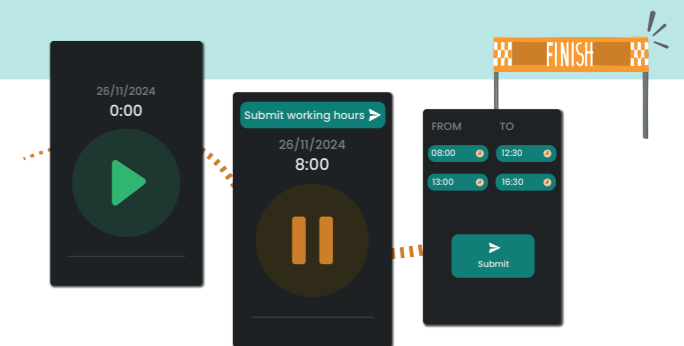 FINISH
26/11/2024
0:00
Submit working hours
26/11/2024
8:00
FROM TO
08:00 12:30
13:00 16:30
Submit